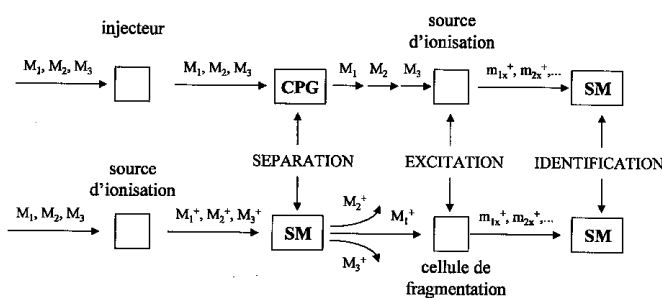 injecteur
source
d'ionisation
M₁, M₂, M₃
M₁, M₂, M₃
CPG
M₁
M₂
M₃
m₁ₓ⁺, m₂ₓ⁺,...
SM
source
d'ionisation
SEPARATION
EXCITATION
IDENTIFICATION
M₁, M₂, M₃
M₁⁺, M₂⁺, M₃⁺
SM
M₂⁺
M₁⁺
M₃⁺
m₁ₓ⁺, m₂ₓ⁺,...
SM
cellule de
fragmentation